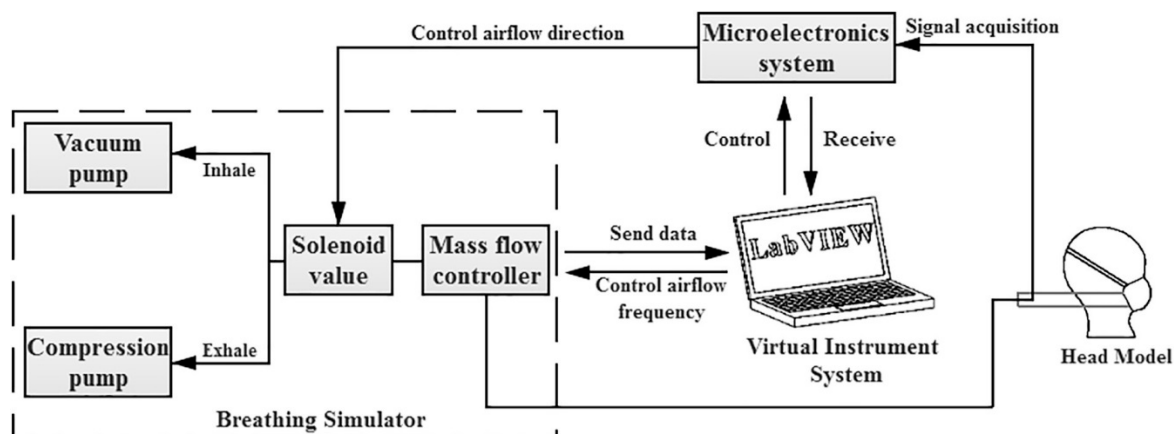 Control airflow direction
Microelectronics
system
Signal acquisition
Vacuum
pump
Inhale
Control
Receive
Solenoid
value
Mass flow
controller
Send data
Control airflow
frequency
LabVIEW
Compression
pump
Exhale
Virtual Instrument
System
Head Model
Breathing Simulator